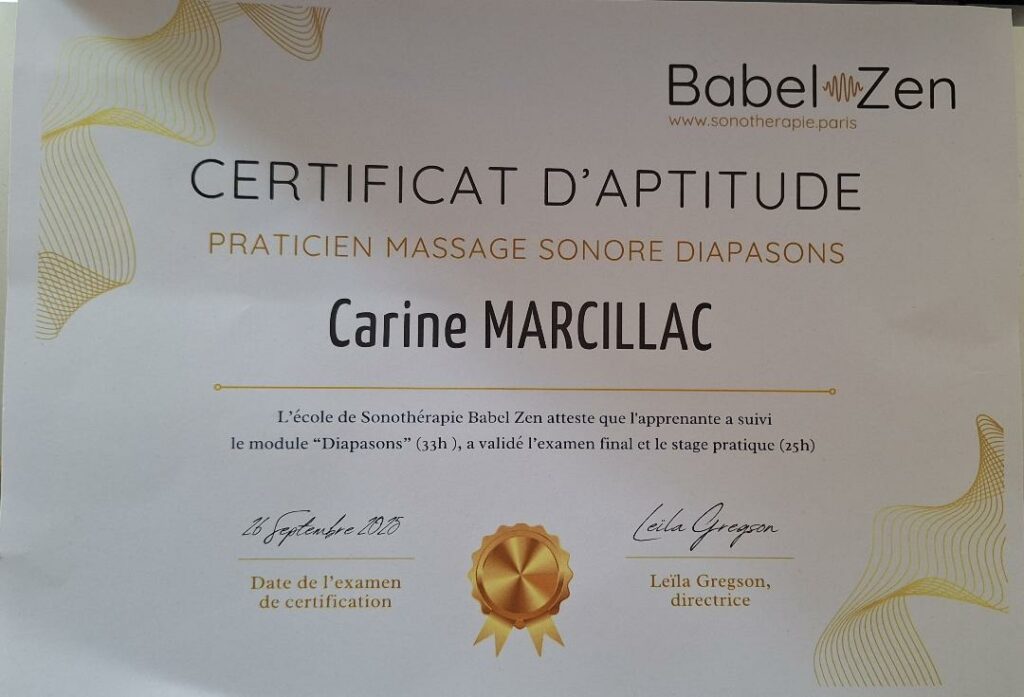 Babel Zen
www.sonotherapie.paris
CERTIFICAT D'APTITUDE
PRATICIEN MASSAGE SONORE DIAPASONS
Carine MARCILLAC
L'école de Sonothérapie Babel Zen atteste que l'apprenante a suivi
le module “Diapasons” (33h ), a validé l'examen final et le stage pratique (25h)
26 Septembre 2025
Leïla Gregson
Date de l'examen
de certification
Leïla Gregson,
directrice